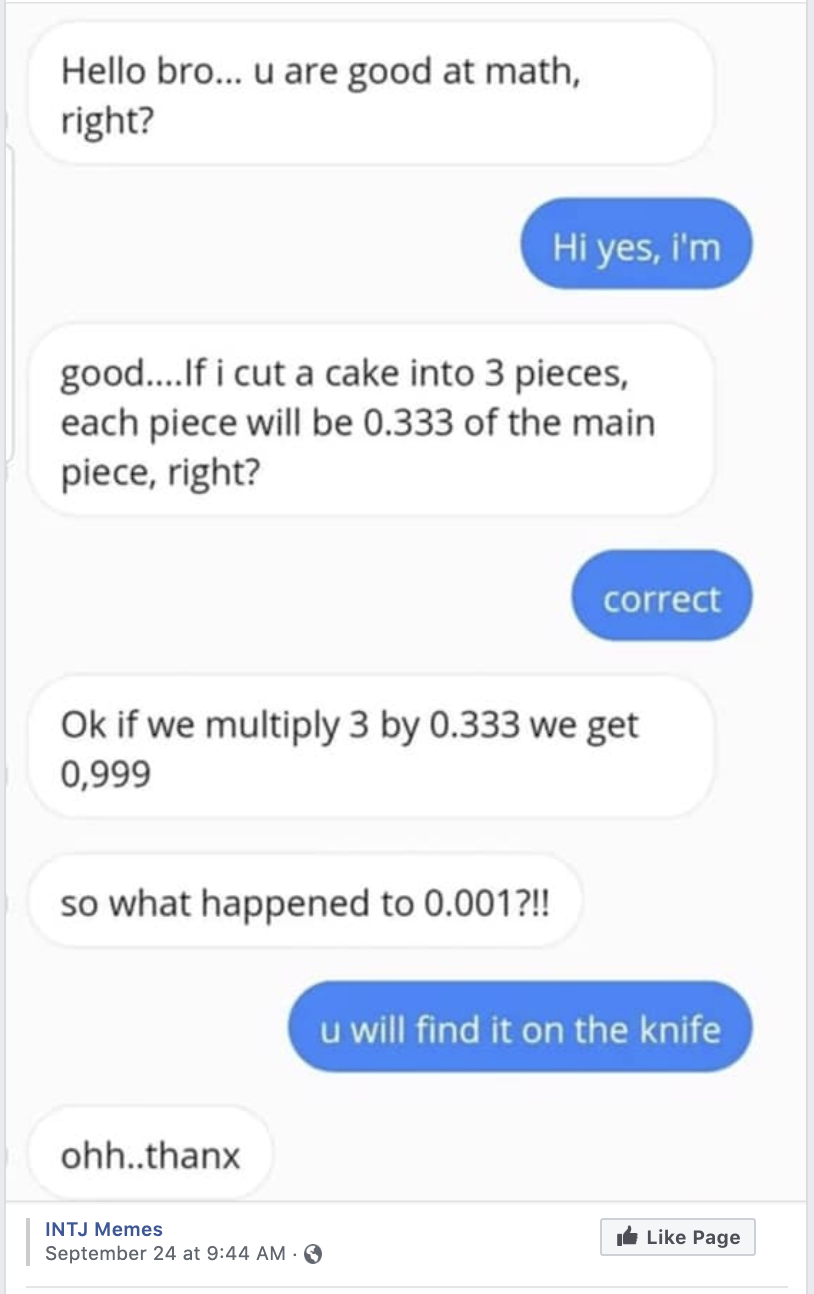 Hello bro... u are good at math,
right?
Hi yes, i'm
good....If i cut a cake into 3 pieces,
each piece will be 0.333 of the main
piece, right?
correct
Ok if we multiply 3 by 0.333 we get
0,999
so what happened to 0.001?!!
u will find it on the knife
ohh..thanx
INTJ Memes
September 24 at 9:44 AM ·
Like Page